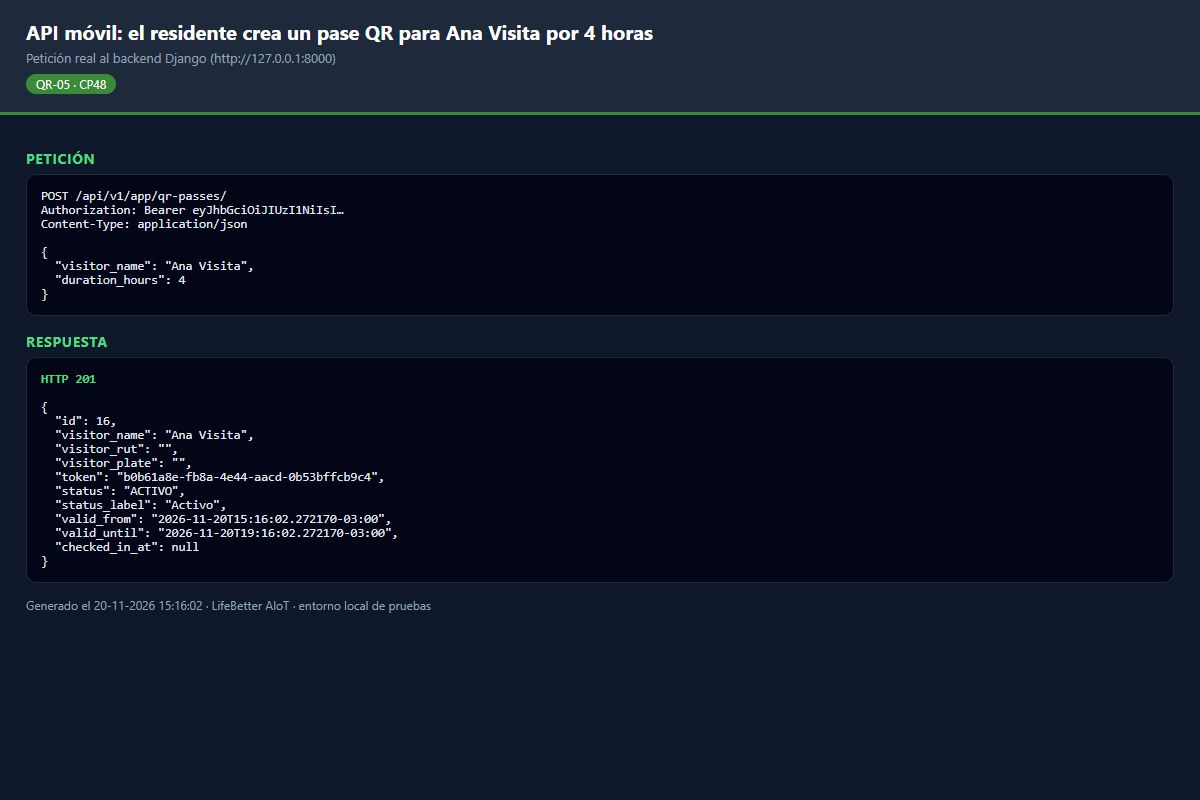 API móvil: el residente crea un pase QR para Ana Visita por 4 horas
Petición real al backend Django (http://127.0.0.1:8000)
QR-05 · CP48
PETICIÓN
POST /api/v1/app/qr-passes/
Authorization: Bearer eyJhbGciOiJIUzI1NiIsI…
Content-Type: application/json
{
  "visitor_name": "Ana Visita",
  "duration_hours": 4
}
RESPUESTA
HTTP 201
{
  "id": 16,
  "visitor_name": "Ana Visita",
  "visitor_rut": "",
  "visitor_plate": "",
  "token": "b0b61a8e-fb8a-4e44-aacd-0b53bffcb9c4",
  "status": "ACTIVO",
  "status_label": "Activo",
  "valid_from": "2026-11-20T15:16:02.272170-03:00",
  "valid_until": "2026-11-20T19:16:02.272170-03:00",
  "checked_in_at": null
}
Generado el 20-11-2026 15:16:02 · LifeBetter AIoT · entorno local de pruebas